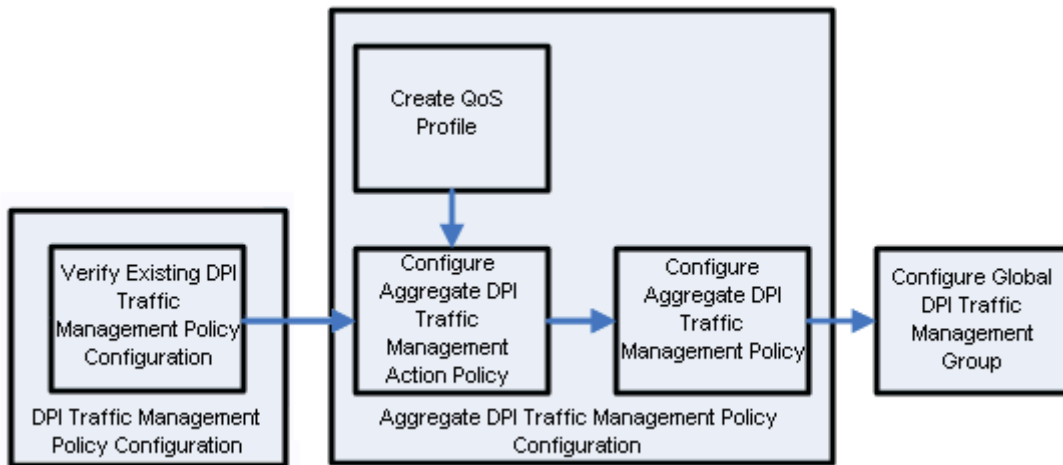 Create QoS
Profile
Verify Existing DPI
Traffic
Management Policy
Configuration
DPI Traffic Management
Policy Configuration
Configure
Aggregate DPI
Traffic
Management
Action Policy
Configure
Aggregate DPI
Traffic
Management Policy
Aggregate DPI Traffic Management Policy
Configuration
Configure Global
DPI Traffic
Management
Group